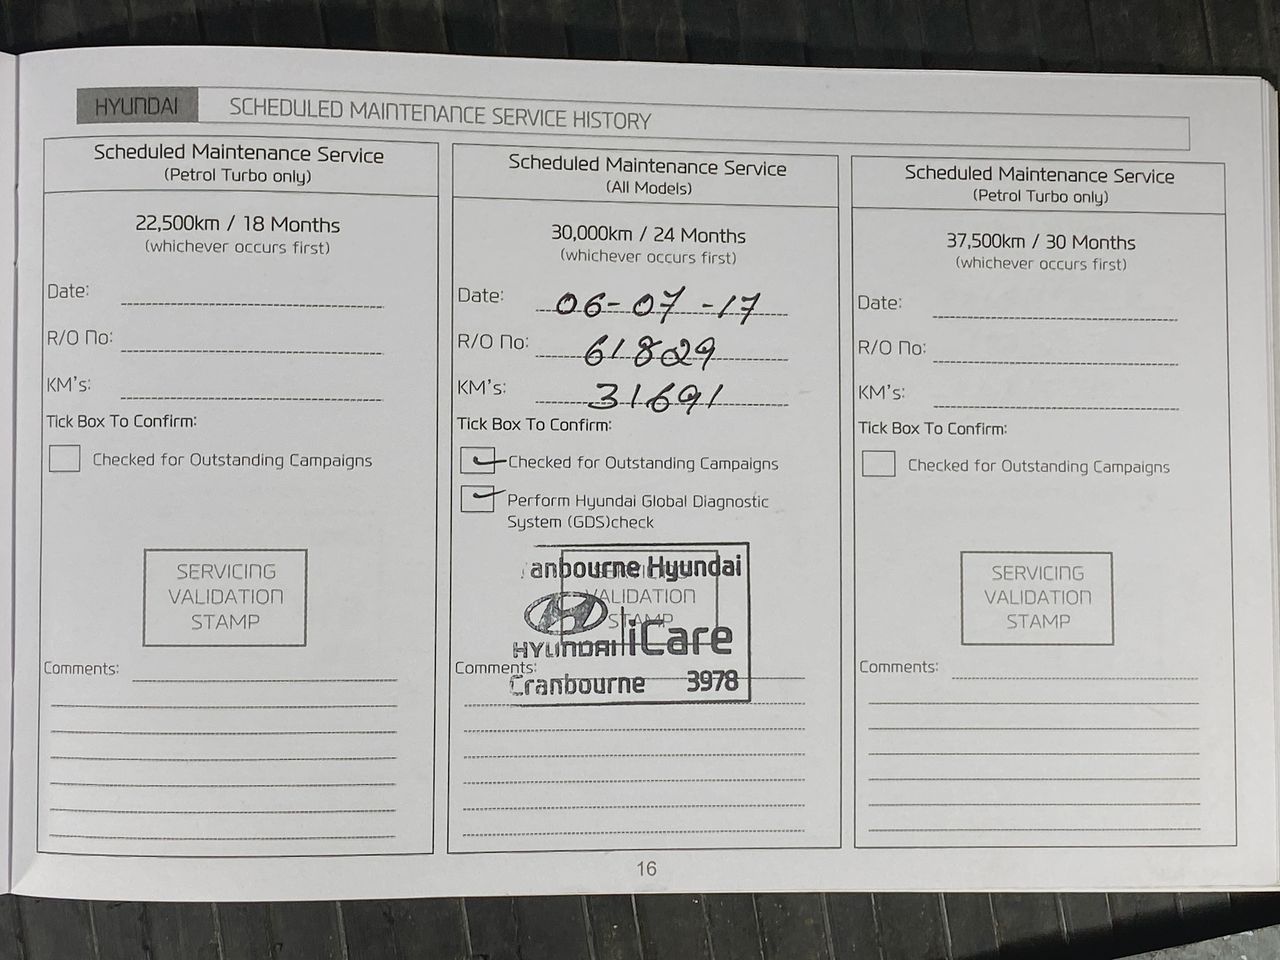 HYUNDAI SCHEDULED MAINTENANCE SERVICE HISTORY
Scheduled Maintenance Service
(Petrol Turbo only)
22,500km / 18 Months
(whichever occurs first)
Date:
R/O No:
KM's:
Tick Box To Confirm:
Checked for Outstanding Campaigns
SERVICING
VALIDATION
STAMP
Comments:
Scheduled Maintenance Service
(All Models)
30,000km / 24 Months
(whichever occurs first)
Date: 06-07-17
R/O No: 61829
KM's: 31691
Tick Box To Confirm:
Checked for Outstanding Campaigns
Perform Hyundai Global Diagnostic
System (GDS)check
SERVICING
VALIDATION
STAMP
anbourne Hyundai
HYUNDAI iCare
Cranbourne 3978
Comments:
Scheduled Maintenance Service
(Petrol Turbo only)
37,500km / 30 Months
(whichever occurs first)
Date:
R/O No:
KM's:
Tick Box To Confirm:
Checked for Outstanding Campaigns
SERVICING
VALIDATION
STAMP
Comments:
16